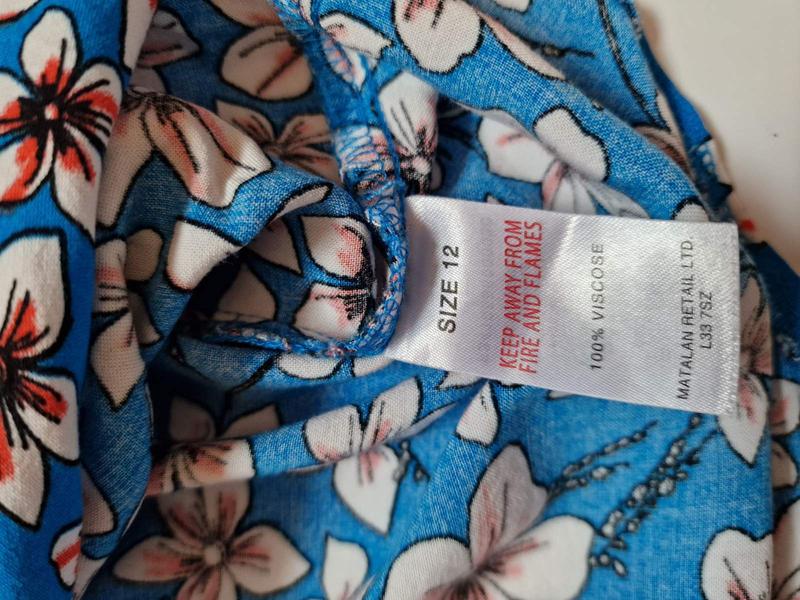 SIZE 12
KEEP AWAY FROM
FIRE AND FLAMES
100% VISCOSE
MATALAN RETAIL LTD.
L33 7SZ